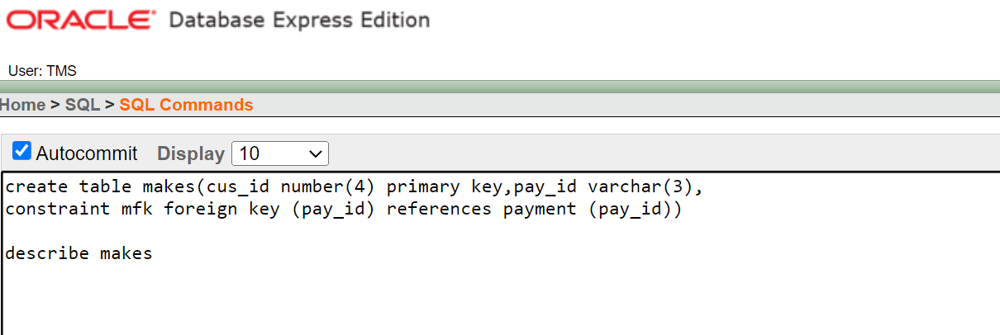 ORACLE Database Express Edition
User: TMS
Home > SQL > SQL Commands
Autocommit Display 10
create table makes(cus_id number(4) primary key,pay_id varchar(3),
constraint mfk foreign key (pay_id) references payment (pay_id))
describe makes